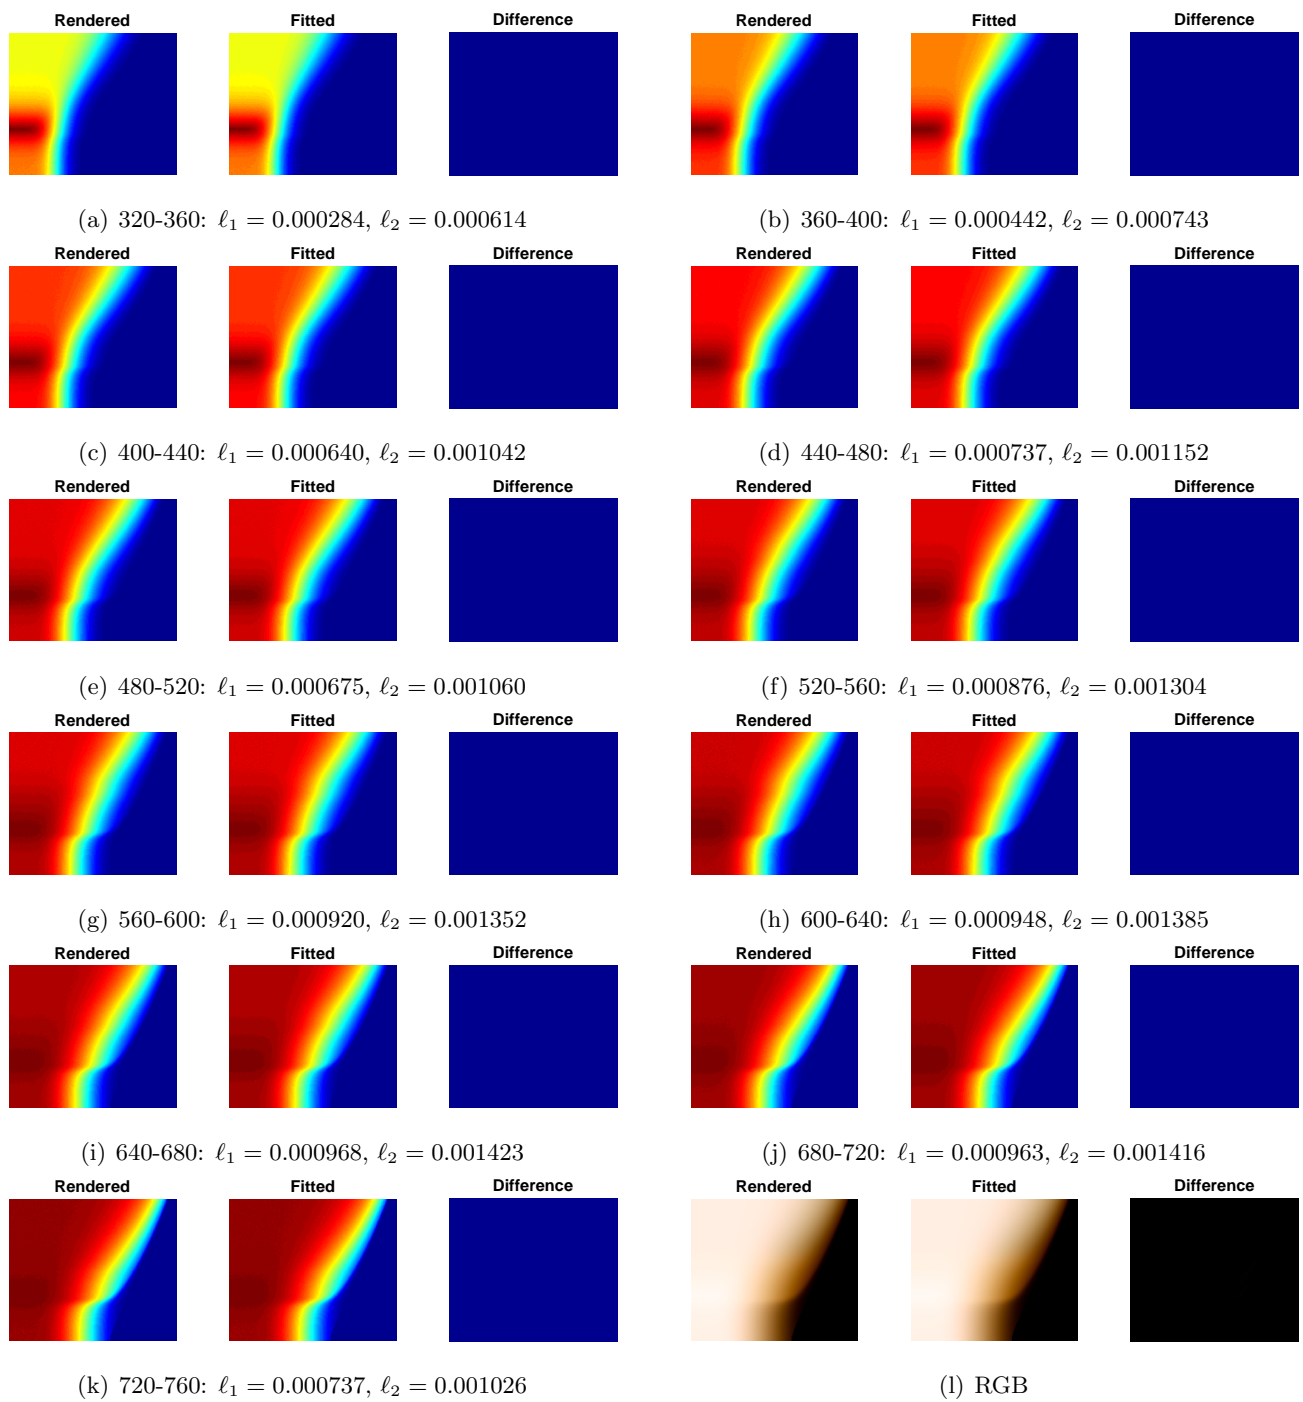 Rendered Fitted Difference Rendered Fitted Difference
(a) 320-360: ℓ₁ = 0.000284, ℓ₂ = 0.000614 (b) 360-400: ℓ₁ = 0.000442, ℓ₂ = 0.000743
Rendered Fitted Difference Rendered Fitted Difference
(c) 400-440: ℓ₁ = 0.000640, ℓ₂ = 0.001042 (d) 440-480: ℓ₁ = 0.000737, ℓ₂ = 0.001152
Rendered Fitted Difference Rendered Fitted Difference
(e) 480-520: ℓ₁ = 0.000675, ℓ₂ = 0.001060 (f) 520-560: ℓ₁ = 0.000876, ℓ₂ = 0.001304
Rendered Fitted Difference Rendered Fitted Difference
(g) 560-600: ℓ₁ = 0.000920, ℓ₂ = 0.001352 (h) 600-640: ℓ₁ = 0.000948, ℓ₂ = 0.001385
Rendered Fitted Difference Rendered Fitted Difference
(i) 640-680: ℓ₁ = 0.000968, ℓ₂ = 0.001423 (j) 680-720: ℓ₁ = 0.000963, ℓ₂ = 0.001416
Rendered Fitted Difference Rendered Fitted Difference
(k) 720-760: ℓ₁ = 0.000737, ℓ₂ = 0.001026 (l) RGB